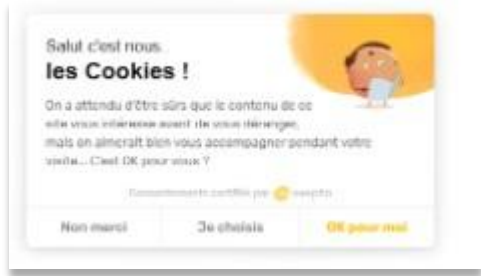 Salut c'est nous
les Cookies !
On a attendu d'être sûrs que le contenu de ce
site vous intéresse avant de vous déranger,
mais on aimerait bien vous accompagner pendant votre
visite... C'est OK pour vous ?
Consentements certifiés par axeptio
Non merci
Je choisis
OK pour moi